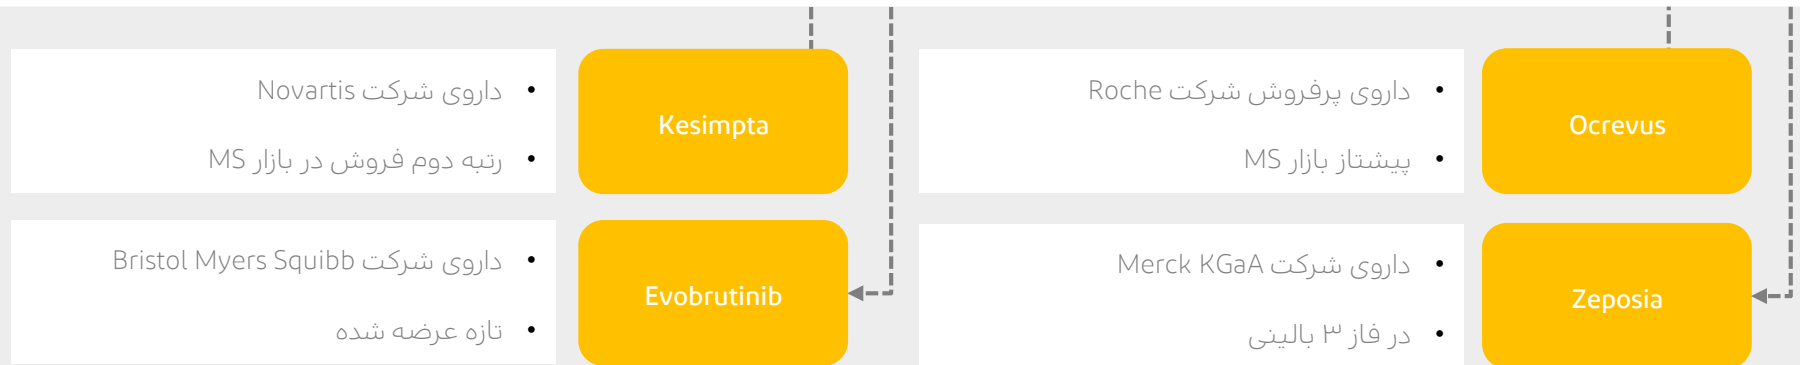 Ocrevus
• داروی پرفروش شرکت Roche
• پیشتاز بازار MS
Kesimpta
• داروی شرکت Novartis
• رتبه دوم فروش در بازار MS
Zeposia
• داروی شرکت Merck KGaA
• در فاز ۳ بالینی
Evobrutinib
• داروی شرکت Bristol Myers Squibb
• تازه عرضه شده